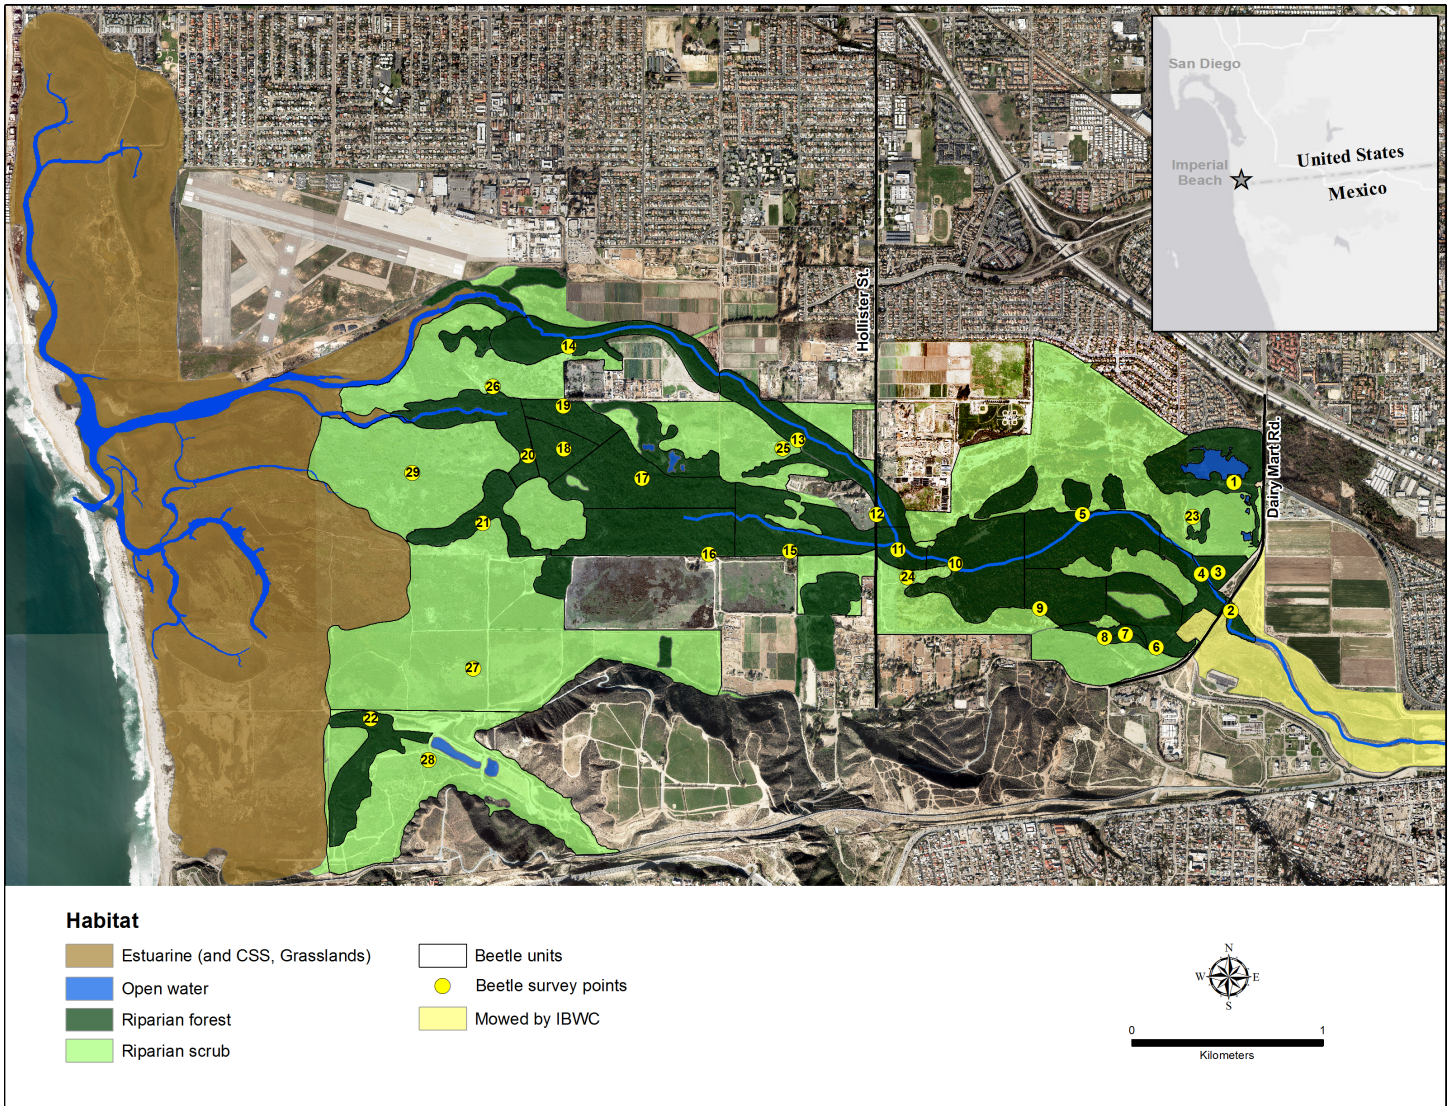 San Diego
Imperial
Beach
United States
Mexico
Hollister St.
Dairy Mart Rd.
14
26
19
18
20
29
21
17
25
13
12
11
10
24
16
15
5
1
23
4
3
2
9
8
7
6
27
22
28
Habitat
Estuarine (and CSS, Grasslands)
Open water
Riparian forest
Riparian scrub
Beetle units
Beetle survey points
Mowed by IBWC
N
W
E
S
0
1
Kilometers